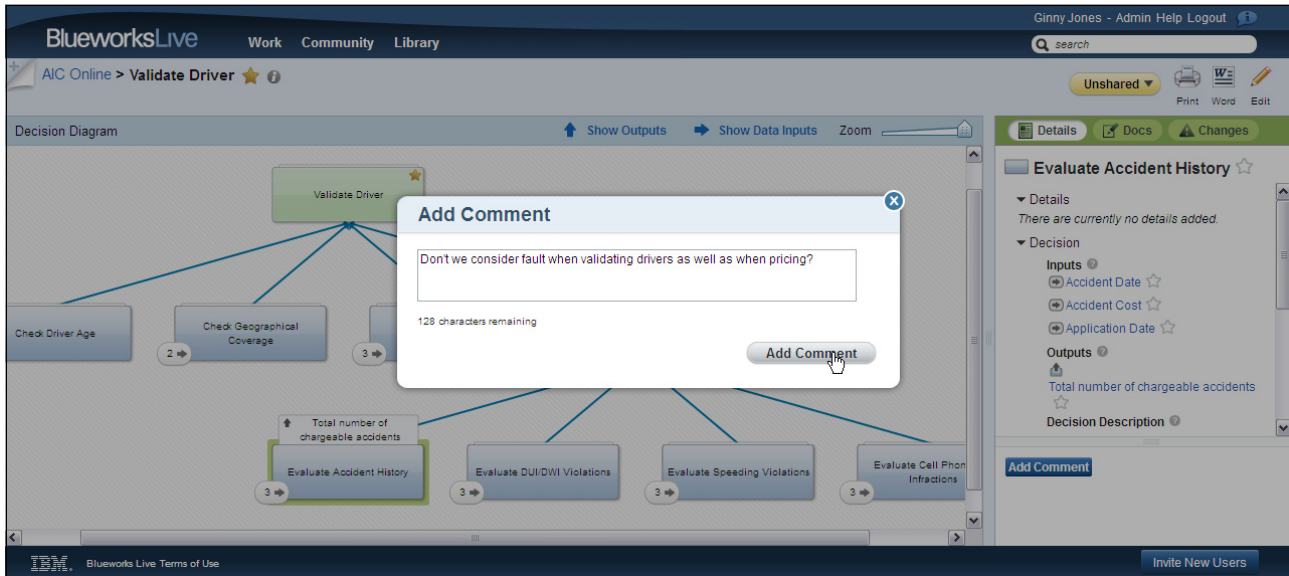 Ginny Jones - Admin Help Logout
BlueworksLive
Work Community Library
search
AIC Online > Validate Driver
Unshared
Print Word Edit
Decision Diagram
Show Outputs Show Data Inputs Zoom
Details Docs Changes
Validate Driver
Check Driver Age
Check Geographical
Coverage
2
3
Add Comment
Don't we consider fault when validating drivers as well as when pricing?
128 characters remaining
Add Comment
Total number of
chargeable accidents
Evaluate Accident History
3
Evaluate DUI/DWI Violations
3
Evaluate Speeding Violations
3
Evaluate Cell Phon
Infractions
3
Evaluate Accident History
Details
There are currently no details added.
Decision
Inputs
Accident Date
Accident Cost
Application Date
Outputs
Total number of chargeable accidents
Decision Description
Add Comment
IBM. Blueworks Live Terms of Use
Invite New Users